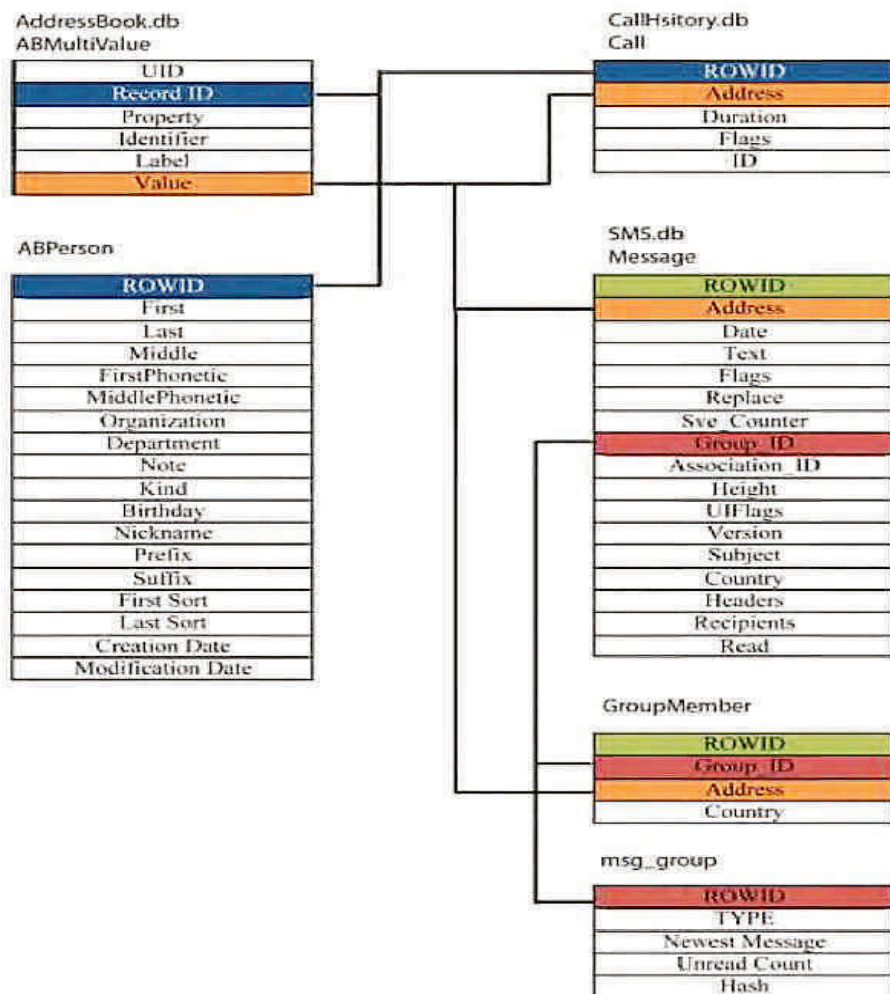 AddressBook.db
ABMultiValue
UID
Record ID
Property
Identifier
Label
Value
ABPerson
ROWID
First
Last
Middle
FirstPhonetic
MiddlePhonetic
Organization
Department
Note
Kind
Birthday
Nickname
Prefix
Suffix
First Sort
Last Sort
Creation Date
Modification Date
CallHsitory.db
Call
ROWID
Address
Duration
Flags
ID
SMS.db
Message
ROWID
Address
Date
Text
Flags
Replace
Sve_Counter
Group_ID
Association_ID
Height
UIFlags
Version
Subject
Country
Headers
Recipients
Read
GroupMember
ROWID
Group_ID
Address
Country
msg_group
ROWID
TYPE
Newest Message
Unread Count
Hash